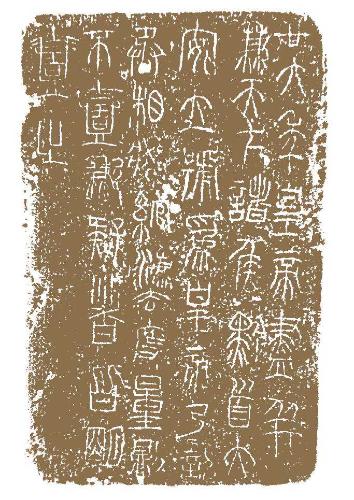 廿六年皇帝盡并
兼天下諸侯黔首大
安立號爲皇帝乃詔
丞相狀綰灋度量則
不壹歉疑者皆明
壹之